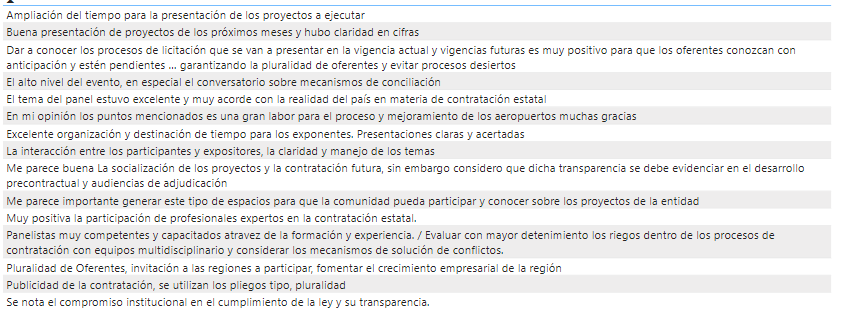 Ampliación del tiempo para la presentación de los proyectos a ejecutar
Buena presentación de proyectos de los próximos meses y hubo claridad en cifras
Dar a conocer los procesos de licitación que se van a presentar en la vigencia actual y vigencias futuras es muy positivo para que los oferentes conozcan con
anticipación y estén pendientes ... garantizando la pluralidad de oferentes y evitar procesos desiertos
El alto nivel del evento, en especial el conversatorio sobre mecanismos de conciliación
El tema del panel estuvo excelente y muy acorde con la realidad del país en materia de contratación estatal
En mi opinión los puntos mencionados es una gran labor para el proceso y mejoramiento de los aeropuertos muchas gracias
Excelente organización y destinación de tiempo para los exponentes. Presentaciones claras y acertadas
La interacción entre los participantes y expositores, la claridad y manejo de los temas
Me parece buena La socialización de los proyectos y la contratación futura, sin embargo considero que dicha transparencia se debe evidenciar en el desarrollo
precontractual y audiencias de adjudicación
Me parece importante generar este tipo de espacios para que la comunidad pueda participar y conocer sobre los proyectos de la entidad
Muy positiva la participación de profesionales expertos en la contratación estatal.
Panelistas muy competentes y capacitados atravez de la formación y experiencia. / Evaluar con mayor detenimiento los riegos dentro de los procesos de
contratación con equipos multidisciplinario y considerar los mecanismos de solución de conflictos.
Pluralidad de Oferentes, invitación a las regiones a participar, fomentar el crecimiento empresarial de la región
Publicidad de la contratación, se utilizan los pliegos tipo, pluralidad
Se nota el compromiso institucional en el cumplimiento de la ley y su transparencia.